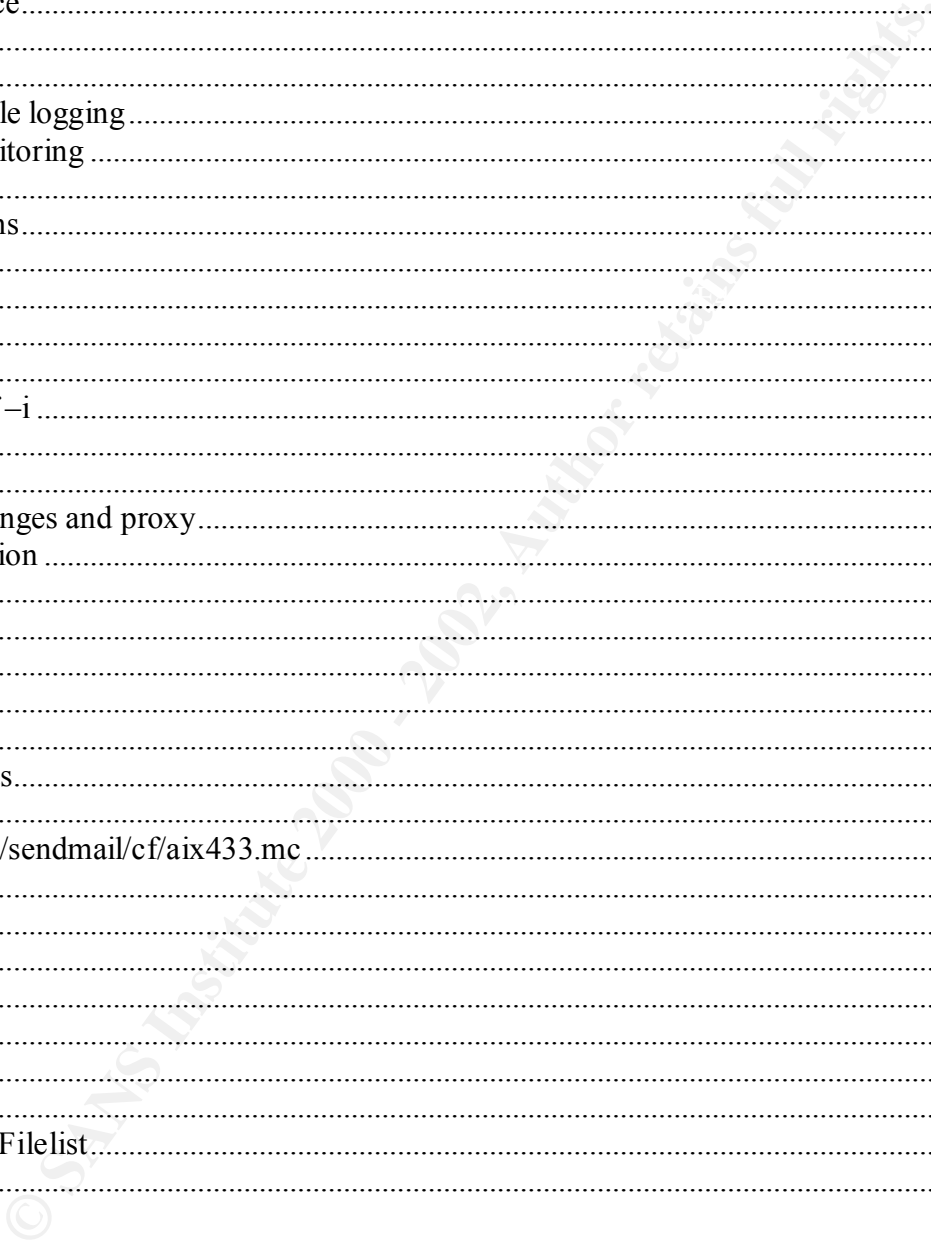 ce..........
..........
..........
le logging..........
itoring..........
..........
ns..........
..........
..........
..........
..........
–i..........
..........
..........
nges and proxy..........
ion..........
..........
..........
..........
..........
..........
s..........
..........
/sendmail/cf/aix433.mc..........
..........
..........
..........
..........
..........
..........
..........
Filelist..........
..........
© SANS Institute 2000 - 2002, Author retains full rights.